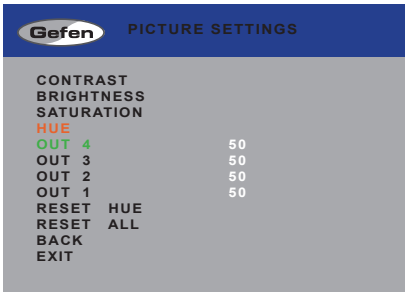 Gefen PICTURE SETTINGS
CONTRAST
BRIGHTNESS
SATURATION
HUE
OUT 4 50
OUT 3 50
OUT 2 50
OUT 1 50
RESET HUE
RESET ALL
BACK
EXIT